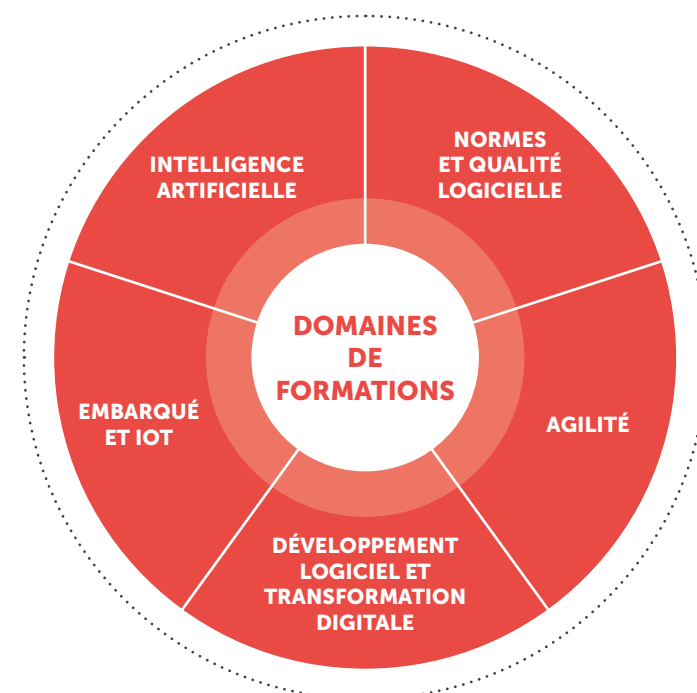 INTELLIGENCE
ARTIFICIELLE
NORMES
ET QUALITÉ
LOGICIELLE
DOMAINES
DE
FORMATIONS
EMBARQUÉ
ET IOT
AGILITÉ
DÉVELOPPEMENT
LOGICIEL ET
TRANSFORMATION
DIGITALE